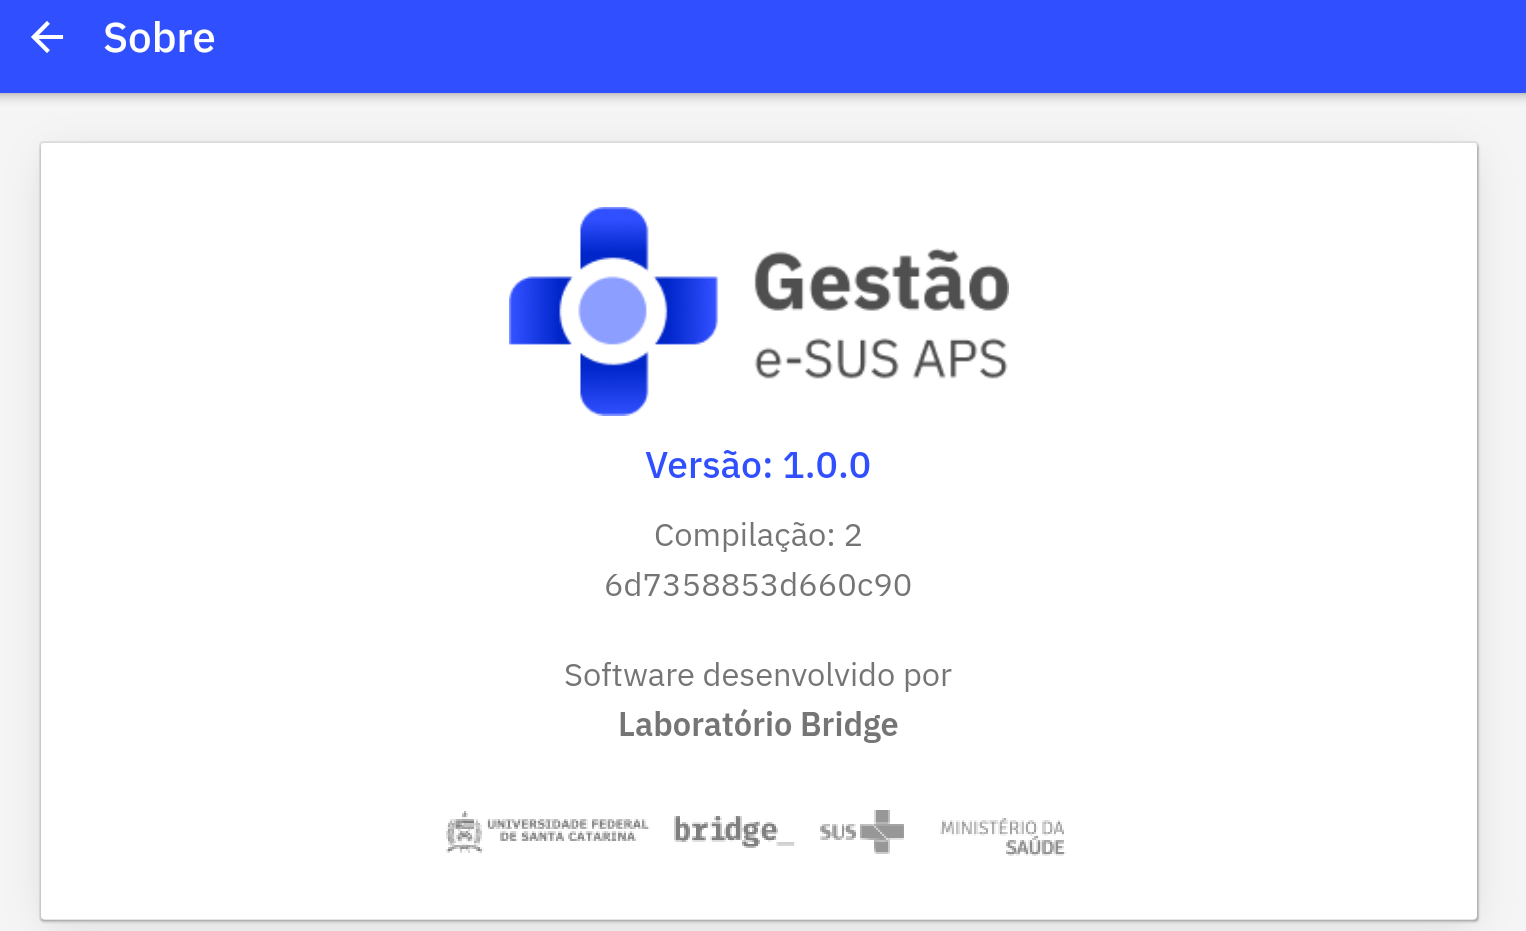 Sobre
Gestão
e-SUS APS
Versão: 1.0.0
Compilação: 2
6d7358853d660c90
Software desenvolvido por
Laboratório Bridge
UNIVERSIDADE FEDERAL
DE SANTA CATARINA
bridge_
SUS
MINISTÉRIO DA
SAÚDE